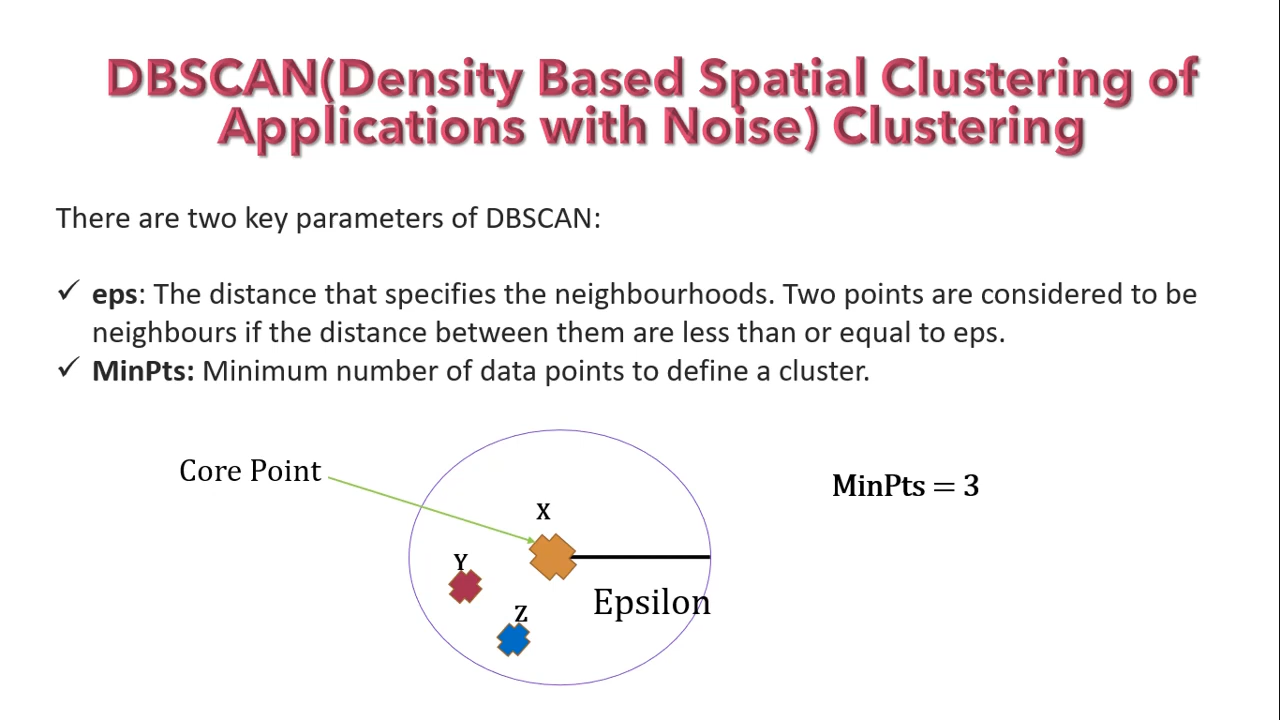 DBSCAN(Density Based Spatial Clustering of
Applications with Noise) Clustering
There are two key parameters of DBSCAN:
✓ eps: The distance that specifies the neighbourhoods. Two points are considered to be
neighbours if the distance between them are less than or equal to eps.
✓ MinPts: Minimum number of data points to define a cluster.
Core Point
MinPts = 3
X
Y
Epsilon
Z